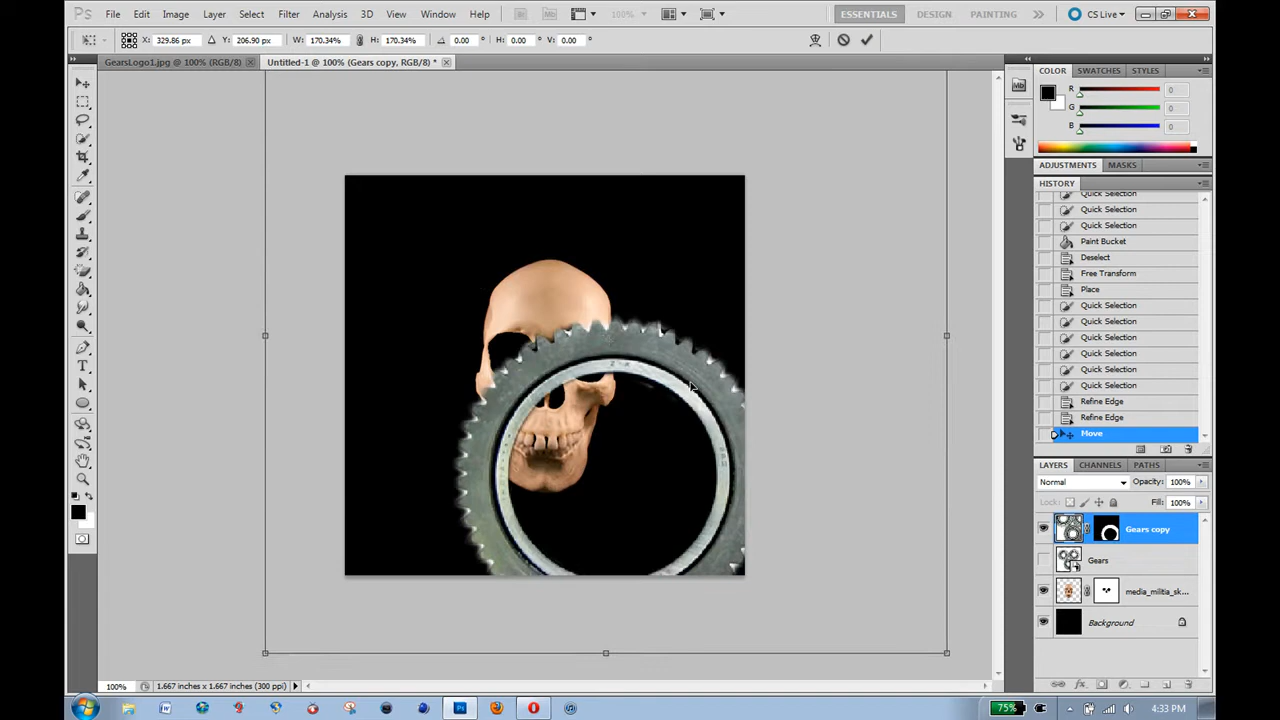 Ps File Edit Image Layer Select Filter Analysis 3D View Window Help Br Mb 100% ESSENTIALS DESIGN PAINTING CS Live
X: 329.86 px Y: 206.90 px W: 170.34% H: 170.34% 0.00 ° H: 0.00 ° V: 0.00 °
GearsLogo1.jpg @ 100% (RGB/8) Untitled-1 @ 100% (Gears copy, RGB/8) *
COLOR SWATCHES STYLES
Mb
R 0
G 0
B 0
ADJUSTMENTS MASKS
HISTORY
Quick Selection
Quick Selection
Quick Selection
Paint Bucket
Deselect
Free Transform
Place
Quick Selection
Quick Selection
Quick Selection
Quick Selection
Quick Selection
Quick Selection
Refine Edge
Refine Edge
Move
LAYERS CHANNELS PATHS
Normal Opacity: 100%
Lock: Fill: 100%
Gears copy
Gears
media_militia_sk...
Background
100% 1.667 inches x 1.667 inches (300 ppi)
75% 4:33 PM